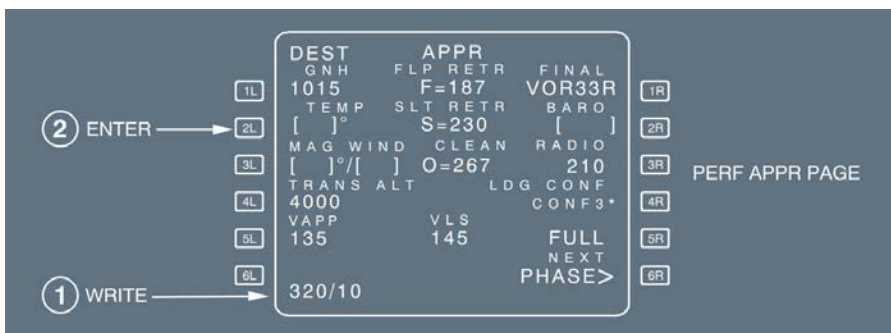 DEST APPR
GNH FLP RETR FINAL
1L 1015 F=187 VOR33R 1R
TEMP SLT RETR BARO
2 ENTER 2L [ ]° S=230 [ ] 2R
MAG WIND CLEAN RADIO
3L [ ]°/[ ] O=267 210 3R PERF APPR PAGE
TRANS ALT LDG CONF
4L 4000 CONF3* 4R
VAPP VLS
5L 135 145 FULL 5R
NEXT
6L PHASE> 6R
1 WRITE 320/10